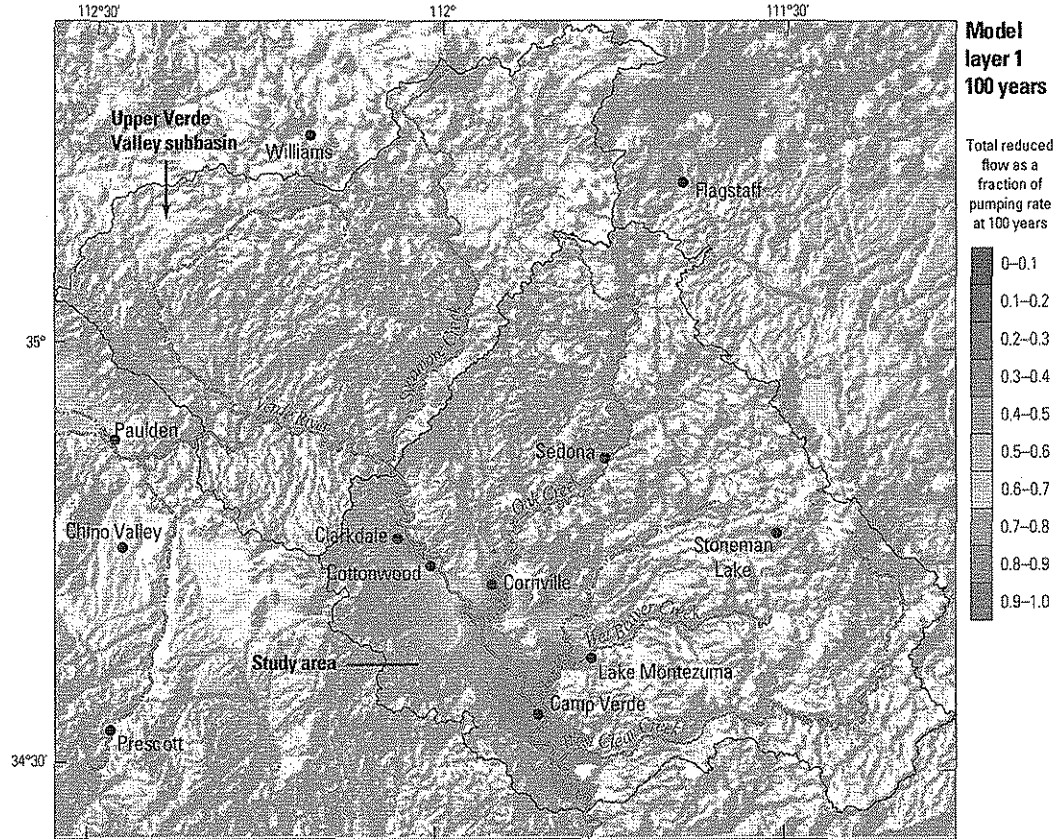 112°30'
112°
111°30'
Model
layer 1
100 years
Upper Verde
Valley subbasin
Williams
Flagstaff
Total reduced
flow as a
fraction of
pumping rate
at 100 years
0–0.1
0.1–0.2
0.2–0.3
0.3–0.4
0.4–0.5
0.5–0.6
0.6–0.7
0.7–0.8
0.8–0.9
0.9–1.0
35°
Sycamore Creek
Verde River
Paulden
Sedona
Oak Creek
Chino Valley
Clarkdale
Stoneman
Lake
Cottonwood
Cornville
Wet Beaver Creek
Study area
Lake Montezuma
Camp Verde
West Clear Creek
Prescott
34°30'